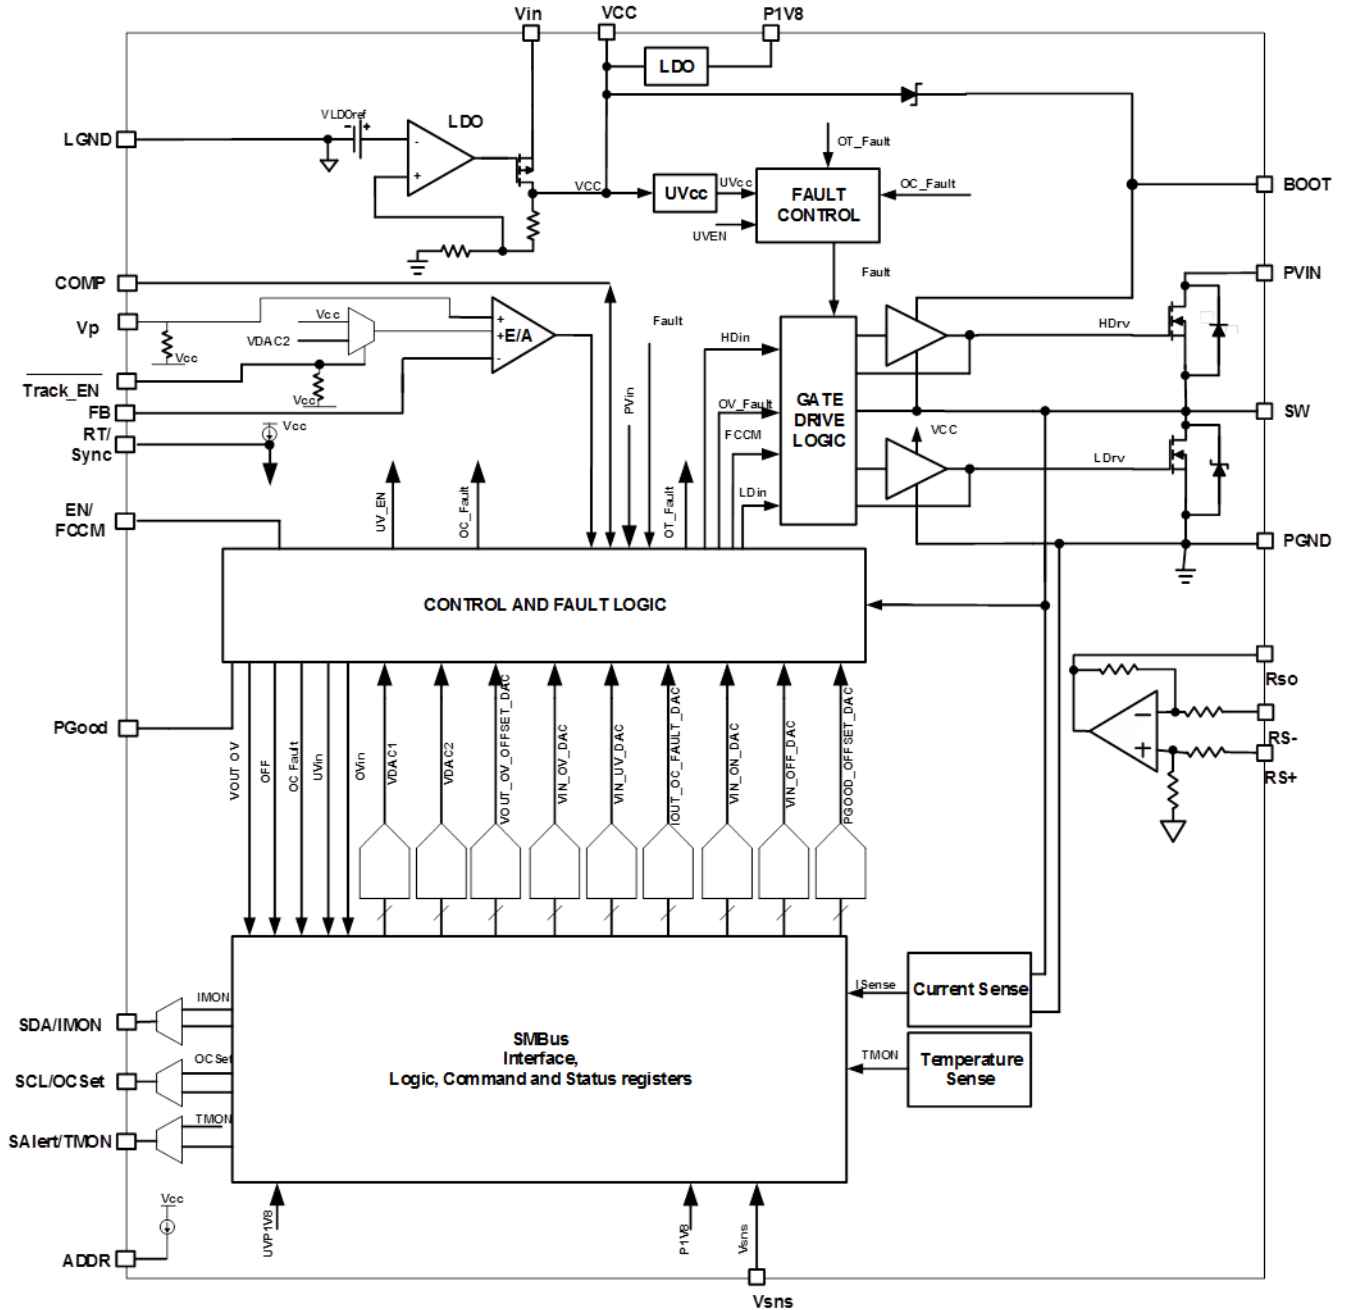 Vin
VCC
P1V8
LDO
LGND
VLDOref
-
+
LDO
-
+
VCC
UVcc
UVcc
OT_Fault
FAULT
CONTROL
OC_Fault
UVEN
Fault
BOOT
PVIN
COMP
Vp
Vcc
VDAC2
Vcc
+
+E/A
-
Track_EN
Vcc
FB
RT/
Sync
Vcc
EN/
FCCM
Fault
PVin
HDin
OV_Fault
FCCM
LDin
GATE
DRIVE
LOGIC
HDrv
VCC
LDrv
SW
PGND
UV_EN
OC_Fault
OT_Fault
CONTROL AND FAULT LOGIC
Rso
RS-
RS+
−
+
PGood
VOUT OV
OFF
OC Fault
UVin
OVin
VDAC1
VDAC2
VOUT_OV_OFFSET_DAC
VIN_OV_DAC
VIN_UV_DAC
IOUT_OC_FAULT_DAC
VIN_ON_DAC
VIN_OFF_DAC
PGOOD_OFFSET_DAC
SDA/IMON
IMON
SCL/OCSet
OCSet
SAlert/TMON
TMON
SMBus
Interface,
Logic, Command and Status registers
ISense
Current Sense
TMON
Temperature
Sense
Vcc
ADDR
UVP1V8
P1V8
Vsns
Vsns